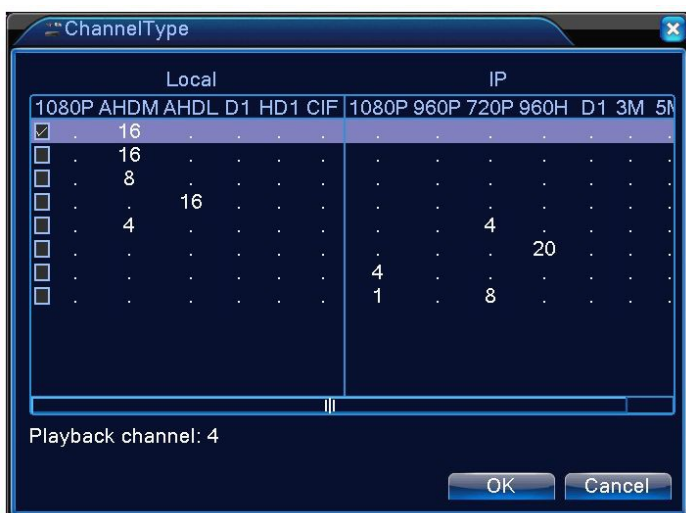 ChannelType
Local IP
1080P AHDM AHDL D1 HD1 CIF 1080P 960P 720P 960H D1 3M 5M
. 16 . . . . . . . . . . .
. 16 . . . . . . . . . . .
. 8 . . . . . . . . . . .
. . 16 . . . . . . . . . .
. 4 . . . . . . 4 . . . .
. . . . . . . . . 20 . . .
. . . . . . 4 . . . . . .
. . . . . . 1 . 8 . . . .
Playback channel: 4
OK Cancel